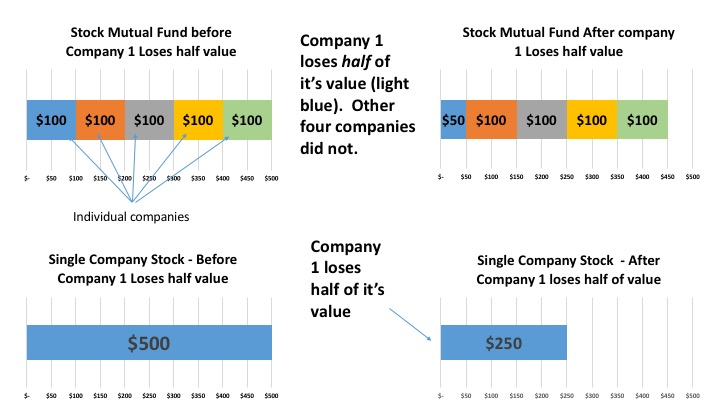 Stock Mutual Fund before
Company 1 Loses half value
$100 $100 $100 $100 $100
$- $50 $100 $150 $200 $250 $300 $350 $400 $450 $500
Individual companies
Company 1
loses half of
it's value (light
blue). Other
four companies
did not.
Stock Mutual Fund After company
1 Loses half value
$50 $100 $100 $100 $100
$- $50 $100 $150 $200 $250 $300 $350 $400 $450 $500
Single Company Stock - Before
Company 1 Loses half value
$500
$- $50 $100 $150 $200 $250 $300 $350 $400 $450 $500
Company
1 loses
half of it's
value
Single Company Stock - After
Company 1 loses half of value
$250
$- $50 $100 $150 $200 $250 $300 $350 $400 $450 $500